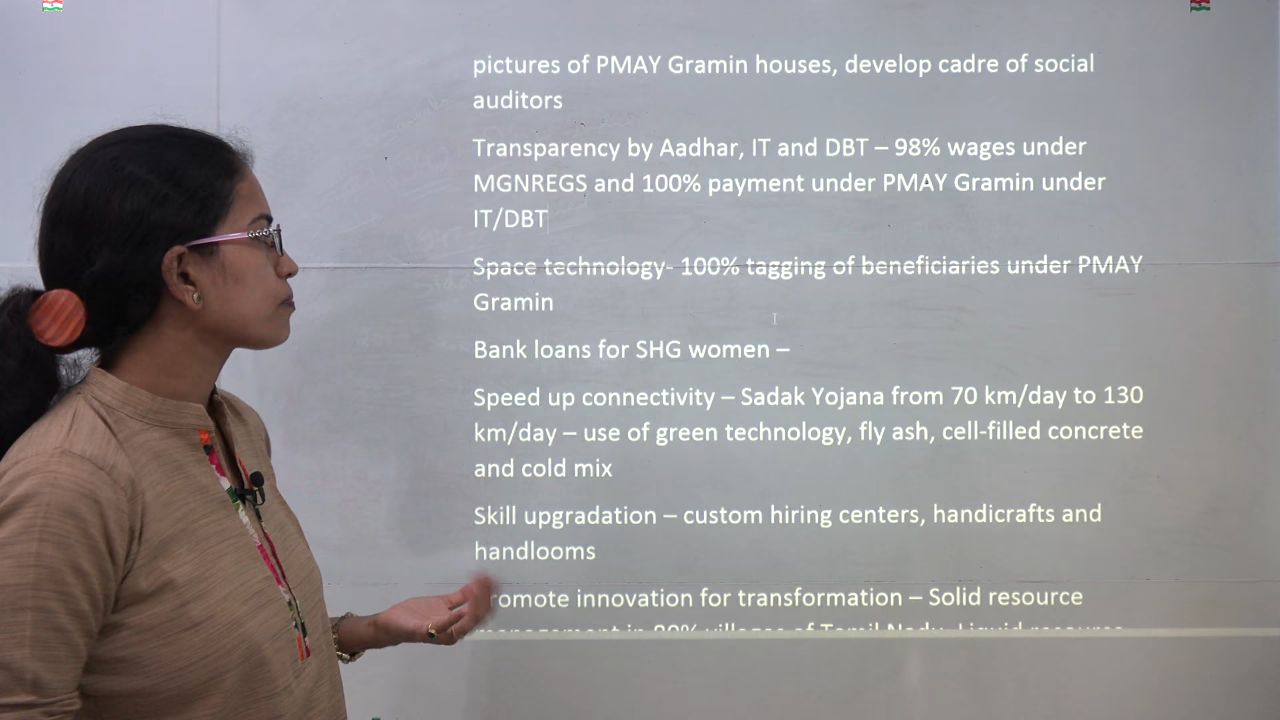 pictures of PMAY Gramin houses, develop cadre of social
auditors
Transparency by Aadhar, IT and DBT – 98% wages under
MGNREGS and 100% payment under PMAY Gramin under
IT/DBT
Space technology- 100% tagging of beneficiaries under PMAY
Gramin
Bank loans for SHG women –
Speed up connectivity – Sadak Yojana from 70 km/day to 130
km/day – use of green technology, fly ash, cell-filled concrete
and cold mix
Skill upgradation – custom hiring centers, handicrafts and
handlooms
romote innovation for transformation – Solid resource
management in 80% villages of Tamil Nadu, Liquid resource